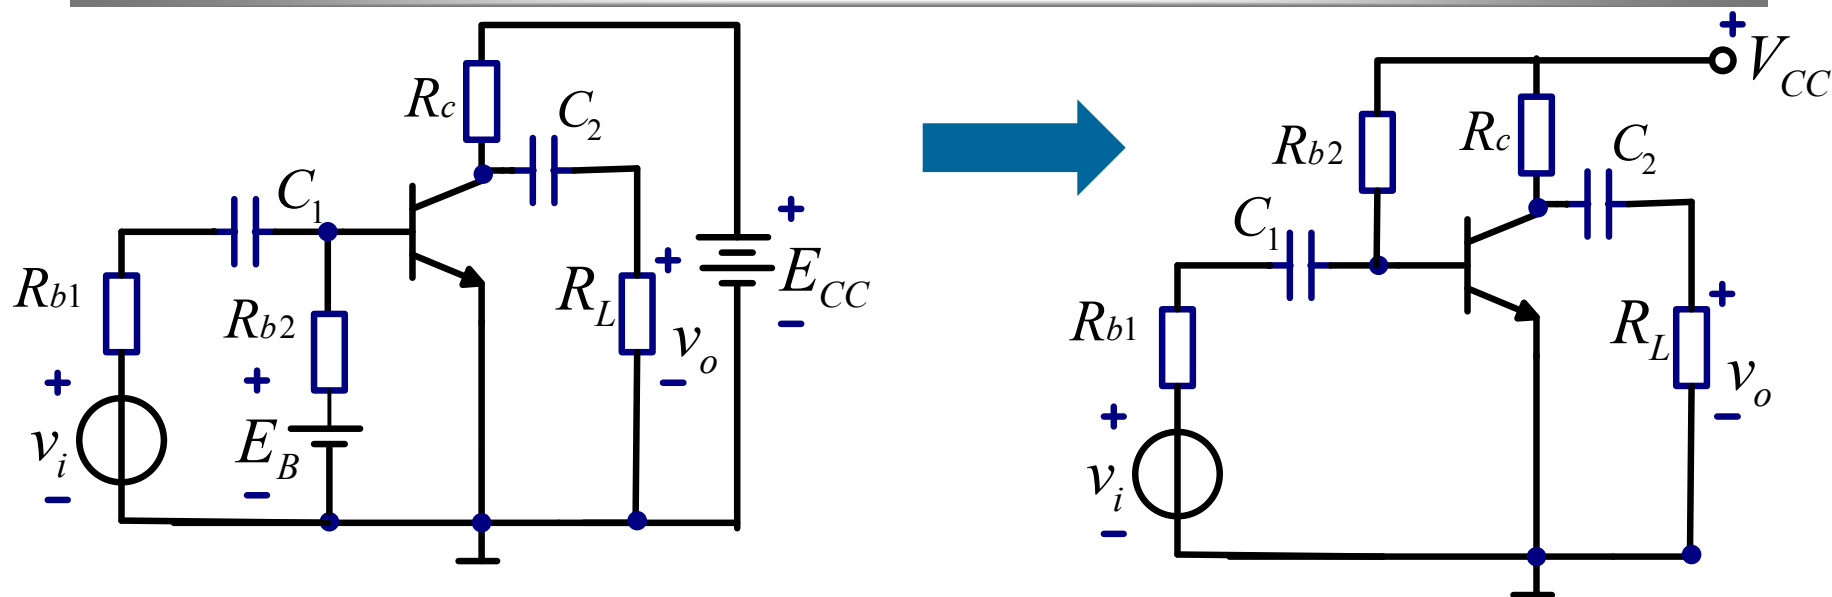 Rc
C2
C1
Rb1
Rb2
+
ECC
−
+
RL
vo
−
+
vi
−
+
EB
−
+
VCC
Rb2
Rc
C2
C1
Rb1
+
RL
vo
−
+
vi
−